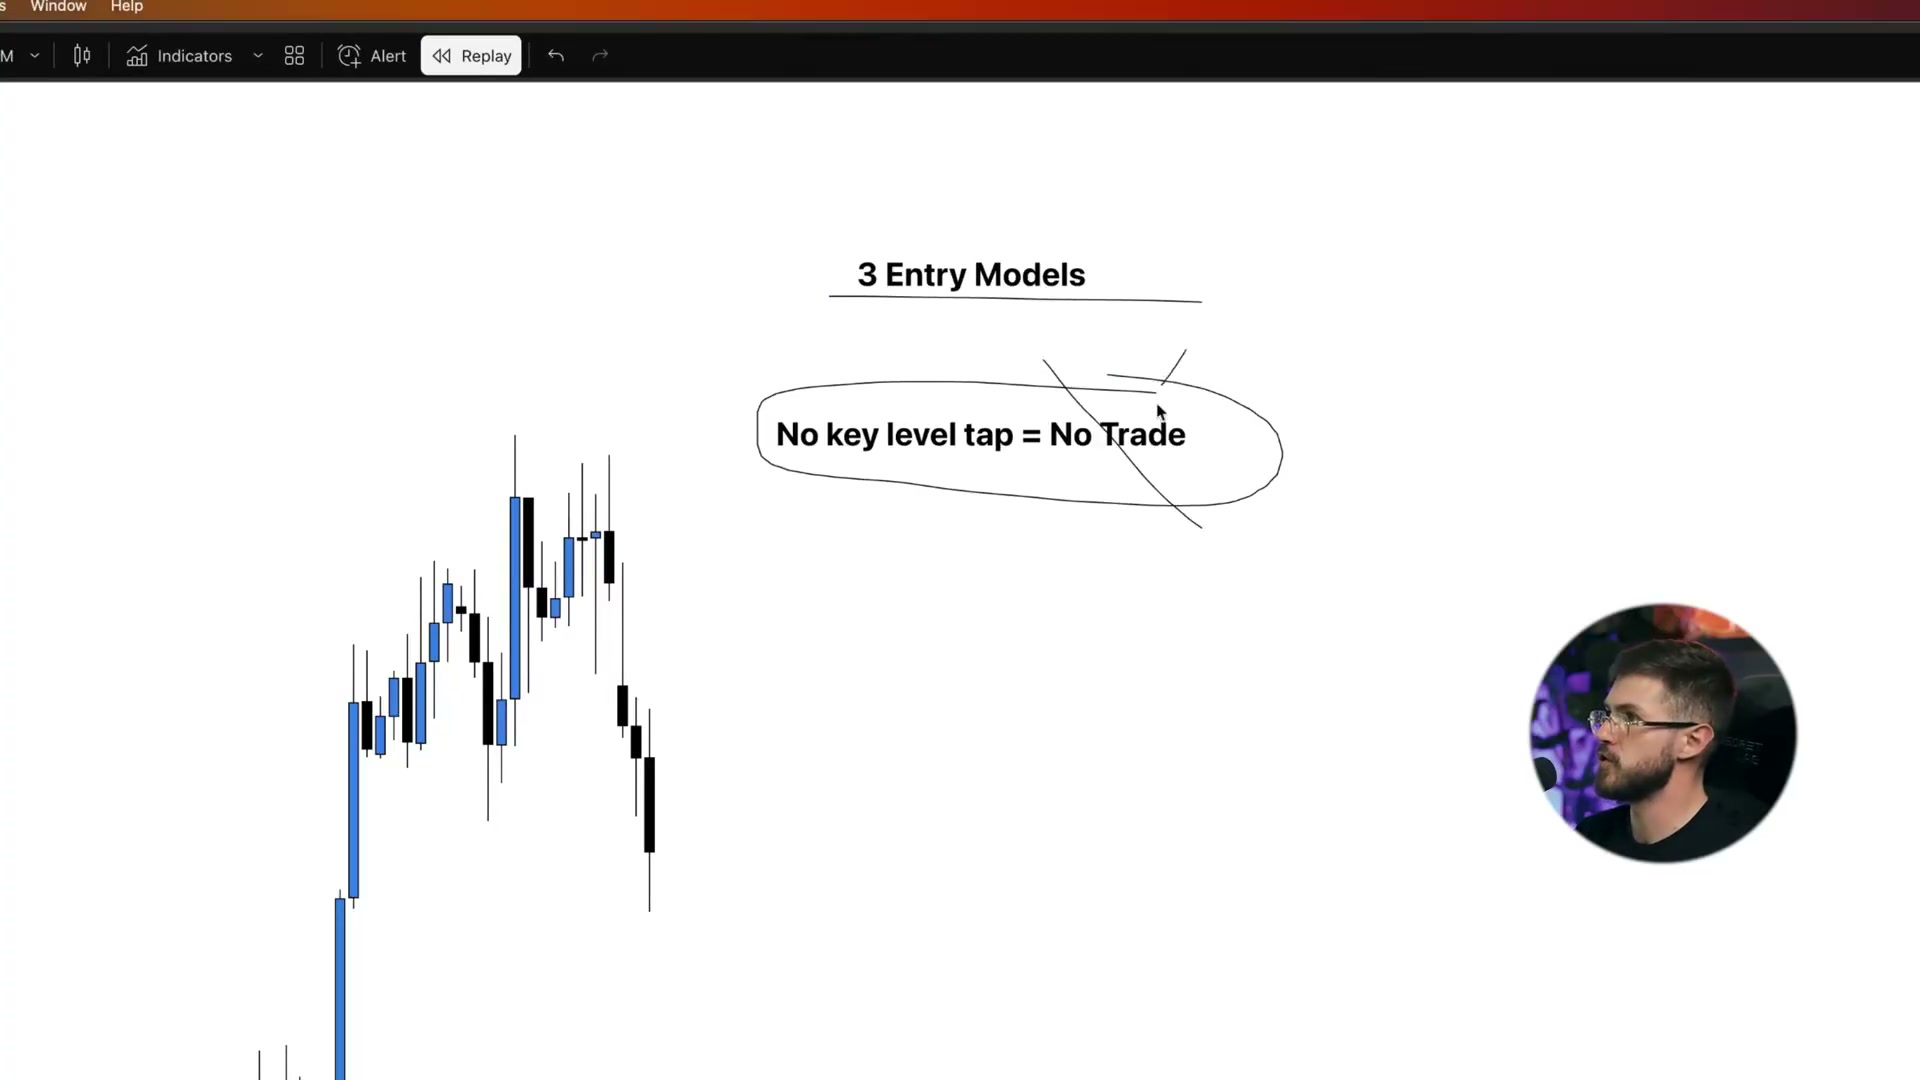 Window Help
M Indicators Alert Replay
3 Entry Models
No key level tap = No Trade